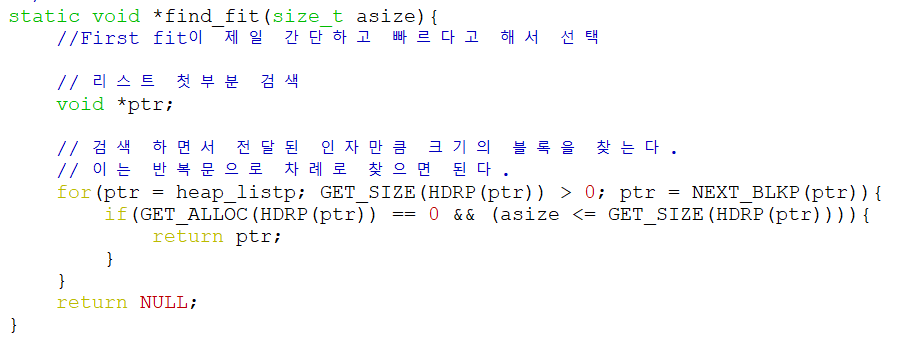 static void *find_fit(size_t asize){
    //First fit이 제일 간단하고 빠르다고 해서 선택

    // 리스트 첫부분 검색
    void *ptr;

    // 검색 하면서 전달된 인자만큼 크기의 블록을 찾는다.
    // 이는 반복문으로 차례로 찾으면 된다.
    for(ptr = heap_listp; GET_SIZE(HDRP(ptr)) > 0; ptr = NEXT_BLKP(ptr)){
        if(GET_ALLOC(HDRP(ptr)) == 0 && (asize <= GET_SIZE(HDRP(ptr)))){
            return ptr;
        }
    }
    return NULL;
}